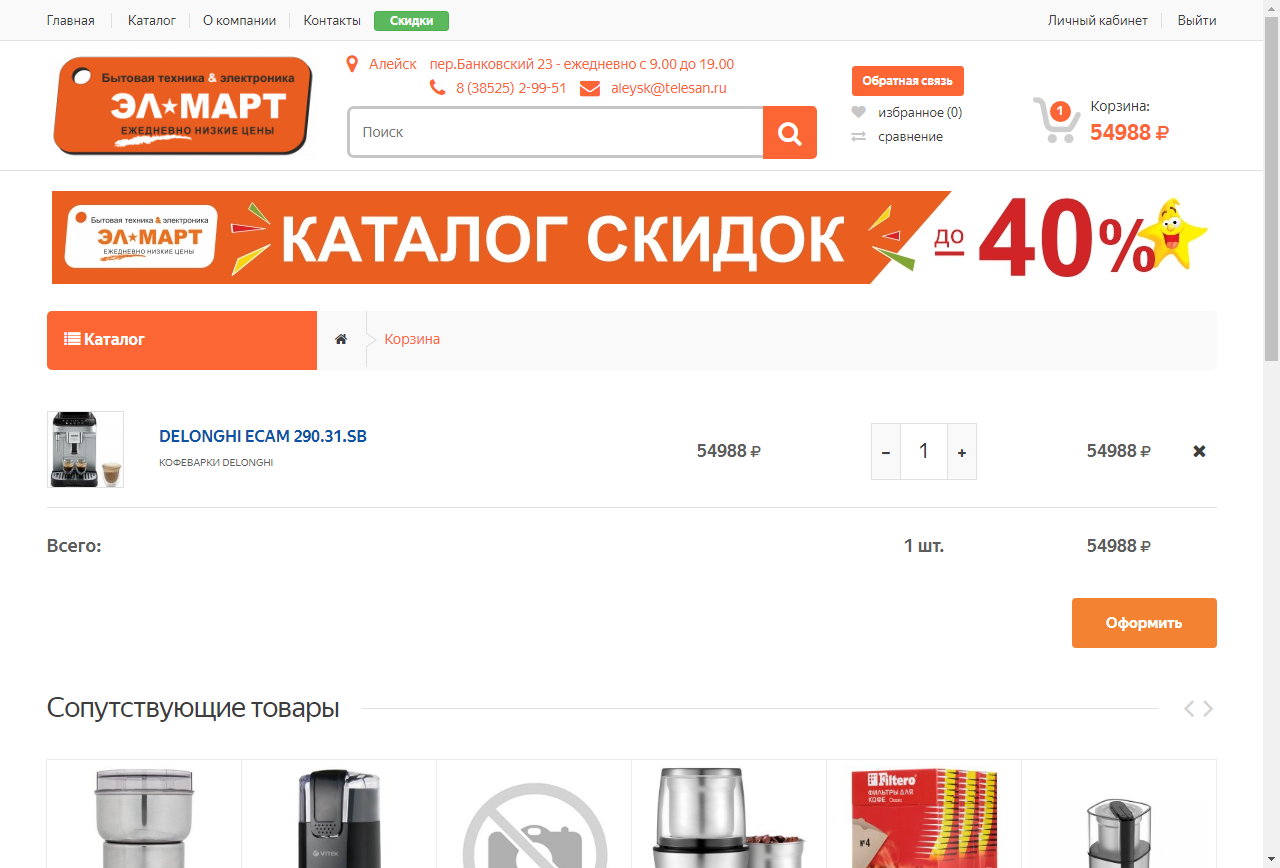 Главная
Каталог
О компании
Контакты
Скидки
Личный кабинет
Выйти
Бытовая техника & электроника
ЭЛ★МАРТ
ЕЖЕДНЕВНО НИЗКИЕ ЦЕНЫ
Алейск пер.Банковский 23 - ежедневно с 9.00 до 19.00
8 (38525) 2-99-51 aleysk@telesan.ru
Поиск
Обратная связь
избранное (0)
сравнение
1
Корзина:
54988 ₽
Бытовая техника & электроника
ЭЛ★МАРТ
ЕЖЕДНЕВНО НИЗКИЕ ЦЕНЫ
КАТАЛОГ СКИДОК
ДО 40%
Каталог
Корзина
DELONGHI ECAM 290.31.SB
КОФЕВАРКИ DELONGHI
54988 ₽
- 1 +
54988 ₽
Всего:
1 шт.
54988 ₽
Оформить
Сопутствующие товары
VITEK
Filtero
ФИЛЬТРЫ ДЛЯ
КОФЕ Classic
№4